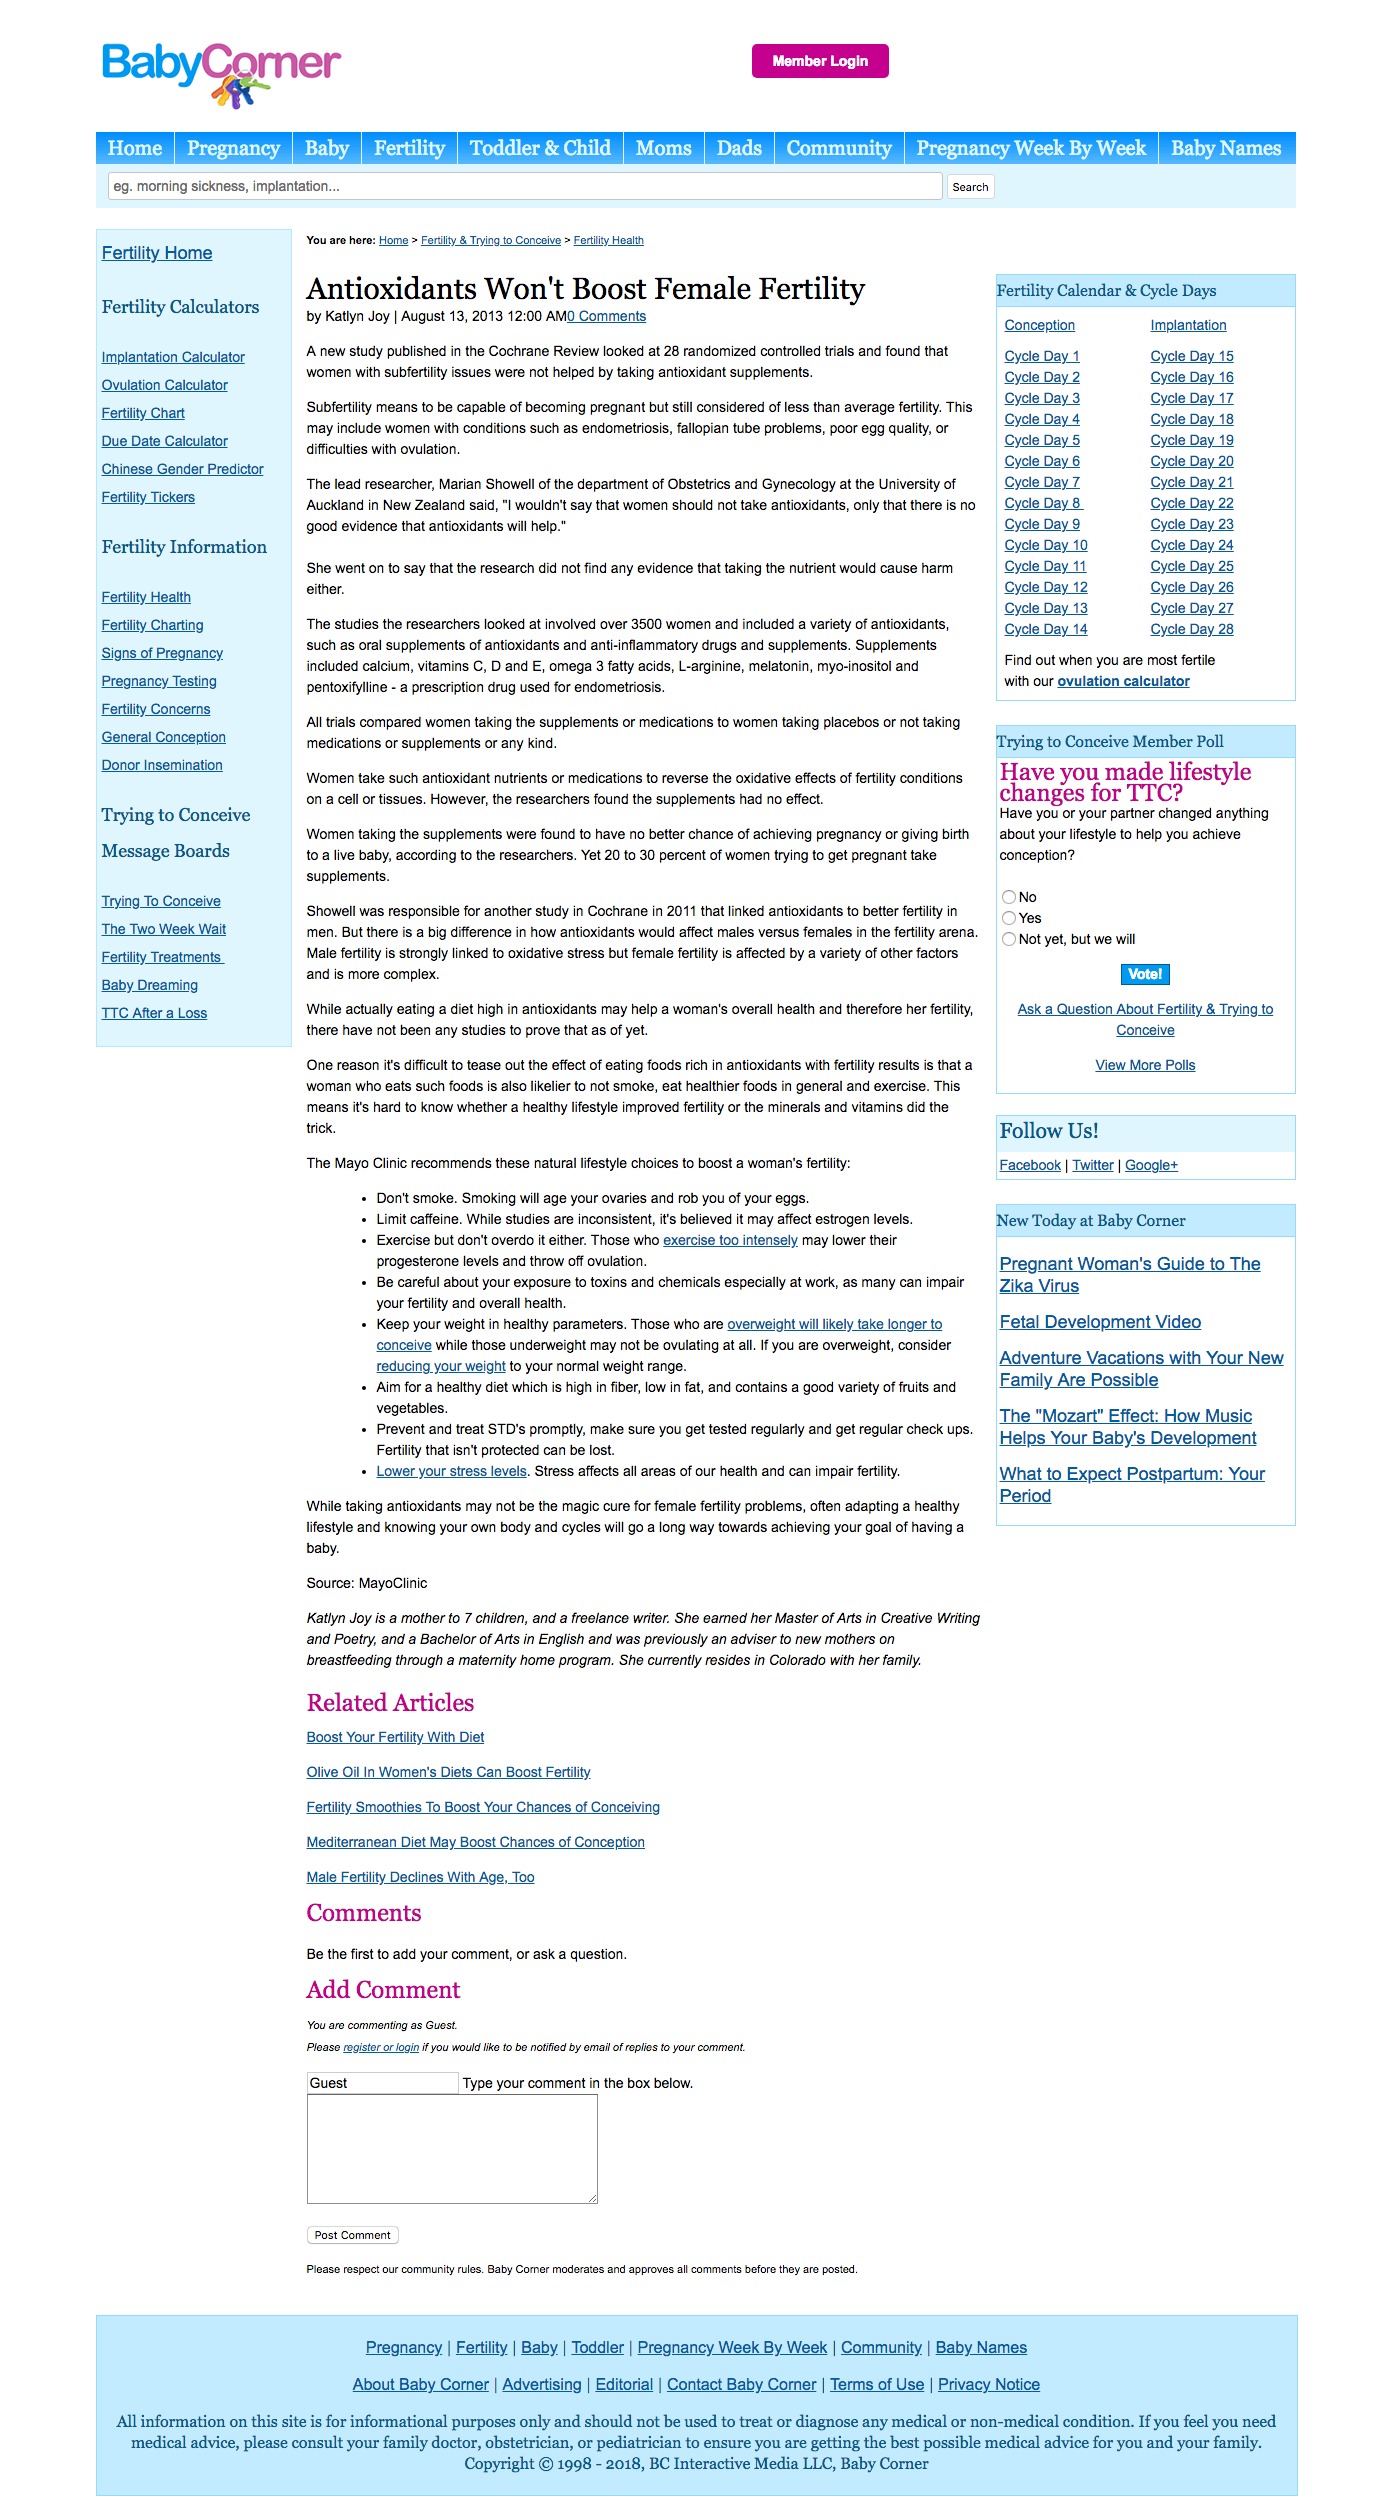 BabyCorner
Member Login
Home Pregnancy Baby Fertility Toddler & Child Moms Dads Community Pregnancy Week By Week Baby Names
eg. morning sickness, implantation...
Search
Fertility Home
Fertility Calculators
Implantation Calculator
Ovulation Calculator
Fertility Chart
Due Date Calculator
Chinese Gender Predictor
Fertility Tickers
Fertility Information
Fertility Health
Fertility Charting
Signs of Pregnancy
Pregnancy Testing
Fertility Concerns
General Conception
Donor Insemination
Trying to Conceive
Message Boards
Trying To Conceive
The Two Week Wait
Fertility Treatments
Baby Dreaming
TTC After a Loss
You are here: Home > Fertility & Trying to Conceive > Fertility Health
Antioxidants Won't Boost Female Fertility
by Katlyn Joy | August 13, 2013 12:00 AM0 Comments
A new study published in the Cochrane Review looked at 28 randomized controlled trials and found that
women with subfertility issues were not helped by taking antioxidant supplements.
Subfertility means to be capable of becoming pregnant but still considered of less than average fertility. This
may include women with conditions such as endometriosis, fallopian tube problems, poor egg quality, or
difficulties with ovulation.
The lead researcher, Marian Showell of the department of Obstetrics and Gynecology at the University of
Auckland in New Zealand said, "I wouldn't say that women should not take antioxidants, only that there is no
good evidence that antioxidants will help."
She went on to say that the research did not find any evidence that taking the nutrient would cause harm
either.
The studies the researchers looked at involved over 3500 women and included a variety of antioxidants,
such as oral supplements of antioxidants and anti-inflammatory drugs and supplements. Supplements
included calcium, vitamins C, D and E, omega 3 fatty acids, L-arginine, melatonin, myo-inositol and
pentoxifylline - a prescription drug used for endometriosis.
All trials compared women taking the supplements or medications to women taking placebos or not taking
medications or supplements or any kind.
Women take such antioxidant nutrients or medications to reverse the oxidative effects of fertility conditions
on a cell or tissues. However, the researchers found the supplements had no effect.
Women taking the supplements were found to have no better chance of achieving pregnancy or giving birth
to a live baby, according to the researchers. Yet 20 to 30 percent of women trying to get pregnant take
supplements.
Showell was responsible for another study in Cochrane in 2011 that linked antioxidants to better fertility in
men. But there is a big difference in how antioxidants would affect males versus females in the fertility arena.
Male fertility is strongly linked to oxidative stress but female fertility is affected by a variety of other factors
and is more complex.
While actually eating a diet high in antioxidants may help a woman's overall health and therefore her fertility,
there have not been any studies to prove that as of yet.
One reason it's difficult to tease out the effect of eating foods rich in antioxidants with fertility results is that a
woman who eats such foods is also likelier to not smoke, eat healthier foods in general and exercise. This
means it's hard to know whether a healthy lifestyle improved fertility or the minerals and vitamins did the
trick.
The Mayo Clinic recommends these natural lifestyle choices to boost a woman's fertility:
• Don't smoke. Smoking will age your ovaries and rob you of your eggs.
• Limit caffeine. While studies are inconsistent, it's believed it may affect estrogen levels.
• Exercise but don't overdo it either. Those who exercise too intensely may lower their
progesterone levels and throw off ovulation.
• Be careful about your exposure to toxins and chemicals especially at work, as many can impair
your fertility and overall health.
• Keep your weight in healthy parameters. Those who are overweight will likely take longer to
conceive while those underweight may not be ovulating at all. If you are overweight, consider
reducing your weight to your normal weight range.
• Aim for a healthy diet which is high in fiber, low in fat, and contains a good variety of fruits and
vegetables.
• Prevent and treat STD's promptly, make sure you get tested regularly and get regular check ups.
Fertility that isn't protected can be lost.
• Lower your stress levels. Stress affects all areas of our health and can impair fertility.
While taking antioxidants may not be the magic cure for female fertility problems, often adapting a healthy
lifestyle and knowing your own body and cycles will go a long way towards achieving your goal of having a
baby.
Source: MayoClinic
Katlyn Joy is a mother to 7 children, and a freelance writer. She earned her Master of Arts in Creative Writing
and Poetry, and a Bachelor of Arts in English and was previously an adviser to new mothers on
breastfeeding through a maternity home program. She currently resides in Colorado with her family.
Related Articles
Boost Your Fertility With Diet
Olive Oil In Women's Diets Can Boost Fertility
Fertility Smoothies To Boost Your Chances of Conceiving
Mediterranean Diet May Boost Chances of Conception
Male Fertility Declines With Age, Too
Comments
Be the first to add your comment, or ask a question.
Add Comment
You are commenting as Guest.
Please register or login if you would like to be notified by email of replies to your comment.
Guest Type your comment in the box below.
Post Comment
Please respect our community rules. Baby Corner moderates and approves all comments before they are posted.
Fertility Calendar & Cycle Days
Conception Implantation
Cycle Day 1 Cycle Day 15
Cycle Day 2 Cycle Day 16
Cycle Day 3 Cycle Day 17
Cycle Day 4 Cycle Day 18
Cycle Day 5 Cycle Day 19
Cycle Day 6 Cycle Day 20
Cycle Day 7 Cycle Day 21
Cycle Day 8 Cycle Day 22
Cycle Day 9 Cycle Day 23
Cycle Day 10 Cycle Day 24
Cycle Day 11 Cycle Day 25
Cycle Day 12 Cycle Day 26
Cycle Day 13 Cycle Day 27
Cycle Day 14 Cycle Day 28
Find out when you are most fertile
with our ovulation calculator
Trying to Conceive Member Poll
Have you made lifestyle
changes for TTC?
Have you or your partner changed anything
about your lifestyle to help you achieve
conception?
No
Yes
Not yet, but we will
Vote!
Ask a Question About Fertility & Trying to
Conceive
View More Polls
Follow Us!
Facebook | Twitter | Google+
New Today at Baby Corner
Pregnant Woman's Guide to The
Zika Virus
Fetal Development Video
Adventure Vacations with Your New
Family Are Possible
The "Mozart" Effect: How Music
Helps Your Baby's Development
What to Expect Postpartum: Your
Period
Pregnancy | Fertility | Baby | Toddler | Pregnancy Week By Week | Community | Baby Names
About Baby Corner | Advertising | Editorial | Contact Baby Corner | Terms of Use | Privacy Notice
All information on this site is for informational purposes only and should not be used to treat or diagnose any medical or non-medical condition. If you feel you need
medical advice, please consult your family doctor, obstetrician, or pediatrician to ensure you are getting the best possible medical advice for you and your family.
Copyright © 1998 - 2018, BC Interactive Media LLC, Baby Corner